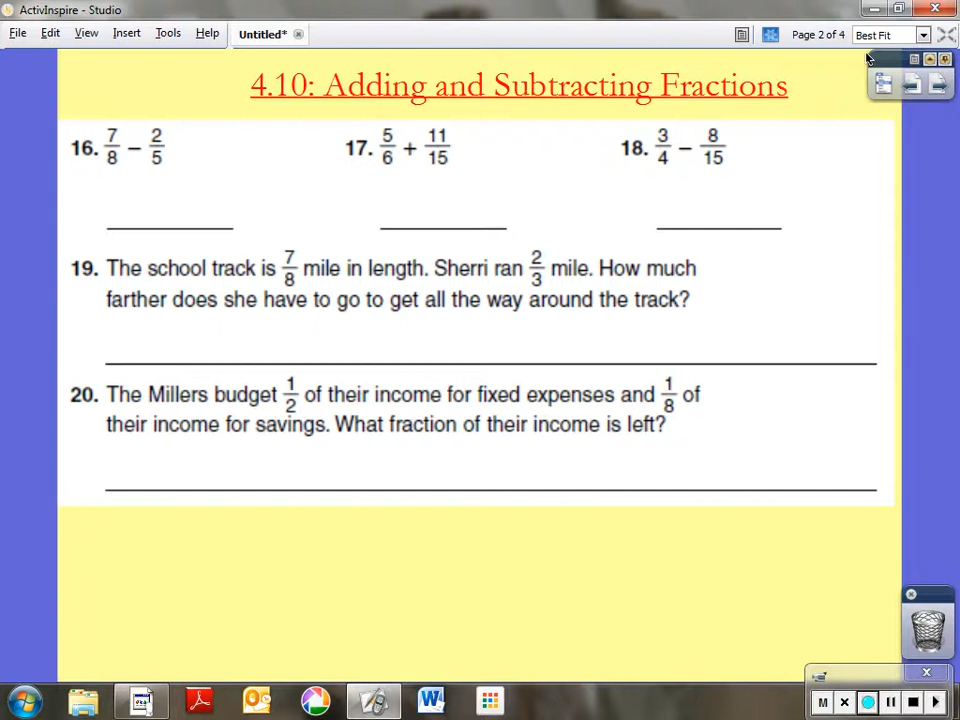 ActivInspire - Studio
File Edit View Insert Tools Help Untitled* Page 2 of 4 Best Fit
4.10: Adding and Subtracting Fractions
16. 7/8 − 2/5 17. 5/6 + 11/15 18. 3/4 − 8/15
19. The school track is 7/8 mile in length. Sherri ran 2/3 mile. How much
farther does she have to go to get all the way around the track?
20. The Millers budget 1/2 of their income for fixed expenses and 1/8 of
their income for savings. What fraction of their income is left?
M